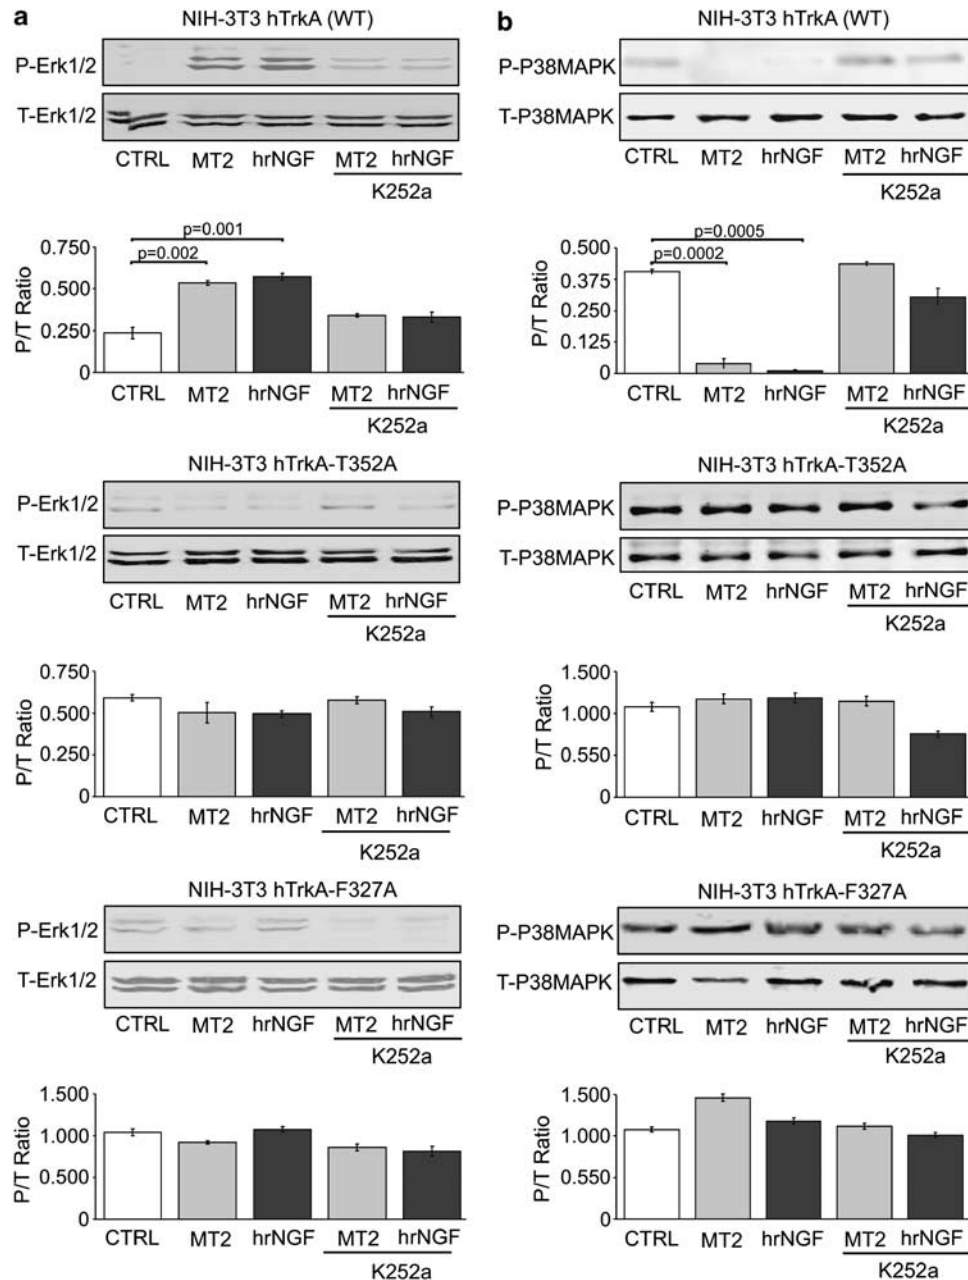 a
NIH-3T3 hTrkA (WT)
P-Erk1/2
T-Erk1/2
CTRL MT2 hrNGF MT2 hrNGF
K252a
p=0.001
p=0.002
0.750
0.500
0.250
0
P/T Ratio
CTRL MT2 hrNGF MT2 hrNGF
K252a
NIH-3T3 hTrkA-T352A
P-Erk1/2
T-Erk1/2
CTRL MT2 hrNGF MT2 hrNGF
K252a
0.750
0.500
0.250
0
P/T Ratio
CTRL MT2 hrNGF MT2 hrNGF
K252a
NIH-3T3 hTrkA-F327A
P-Erk1/2
T-Erk1/2
CTRL MT2 hrNGF MT2 hrNGF
K252a
1.500
1.000
0.550
0
P/T Ratio
CTRL MT2 hrNGF MT2 hrNGF
K252a
b
NIH-3T3 hTrkA (WT)
P-P38MAPK
T-P38MAPK
CTRL MT2 hrNGF MT2 hrNGF
K252a
p=0.0005
p=0.0002
0.500
0.375
0.250
0.125
0
P/T Ratio
CTRL MT2 hrNGF MT2 hrNGF
K252a
NIH-3T3 hTrkA-T352A
P-P38MAPK
T-P38MAPK
CTRL MT2 hrNGF MT2 hrNGF
K252a
1.500
1.000
0.550
0
P/T Ratio
CTRL MT2 hrNGF MT2 hrNGF
K252a
NIH-3T3 hTrkA-F327A
P-P38MAPK
T-P38MAPK
CTRL MT2 hrNGF MT2 hrNGF
K252a
1.500
1.000
0.550
0
P/T Ratio
CTRL MT2 hrNGF MT2 hrNGF
K252a